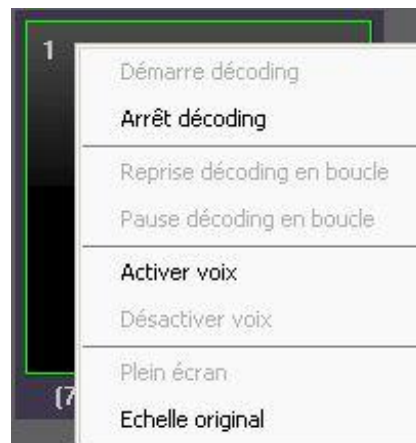 1
Démarre décoding
Arrêt décoding
Reprise décoding en boucle
Pause décoding en boucle
Activer voix
Désactiver voix
Plein écran
(7
Echelle original